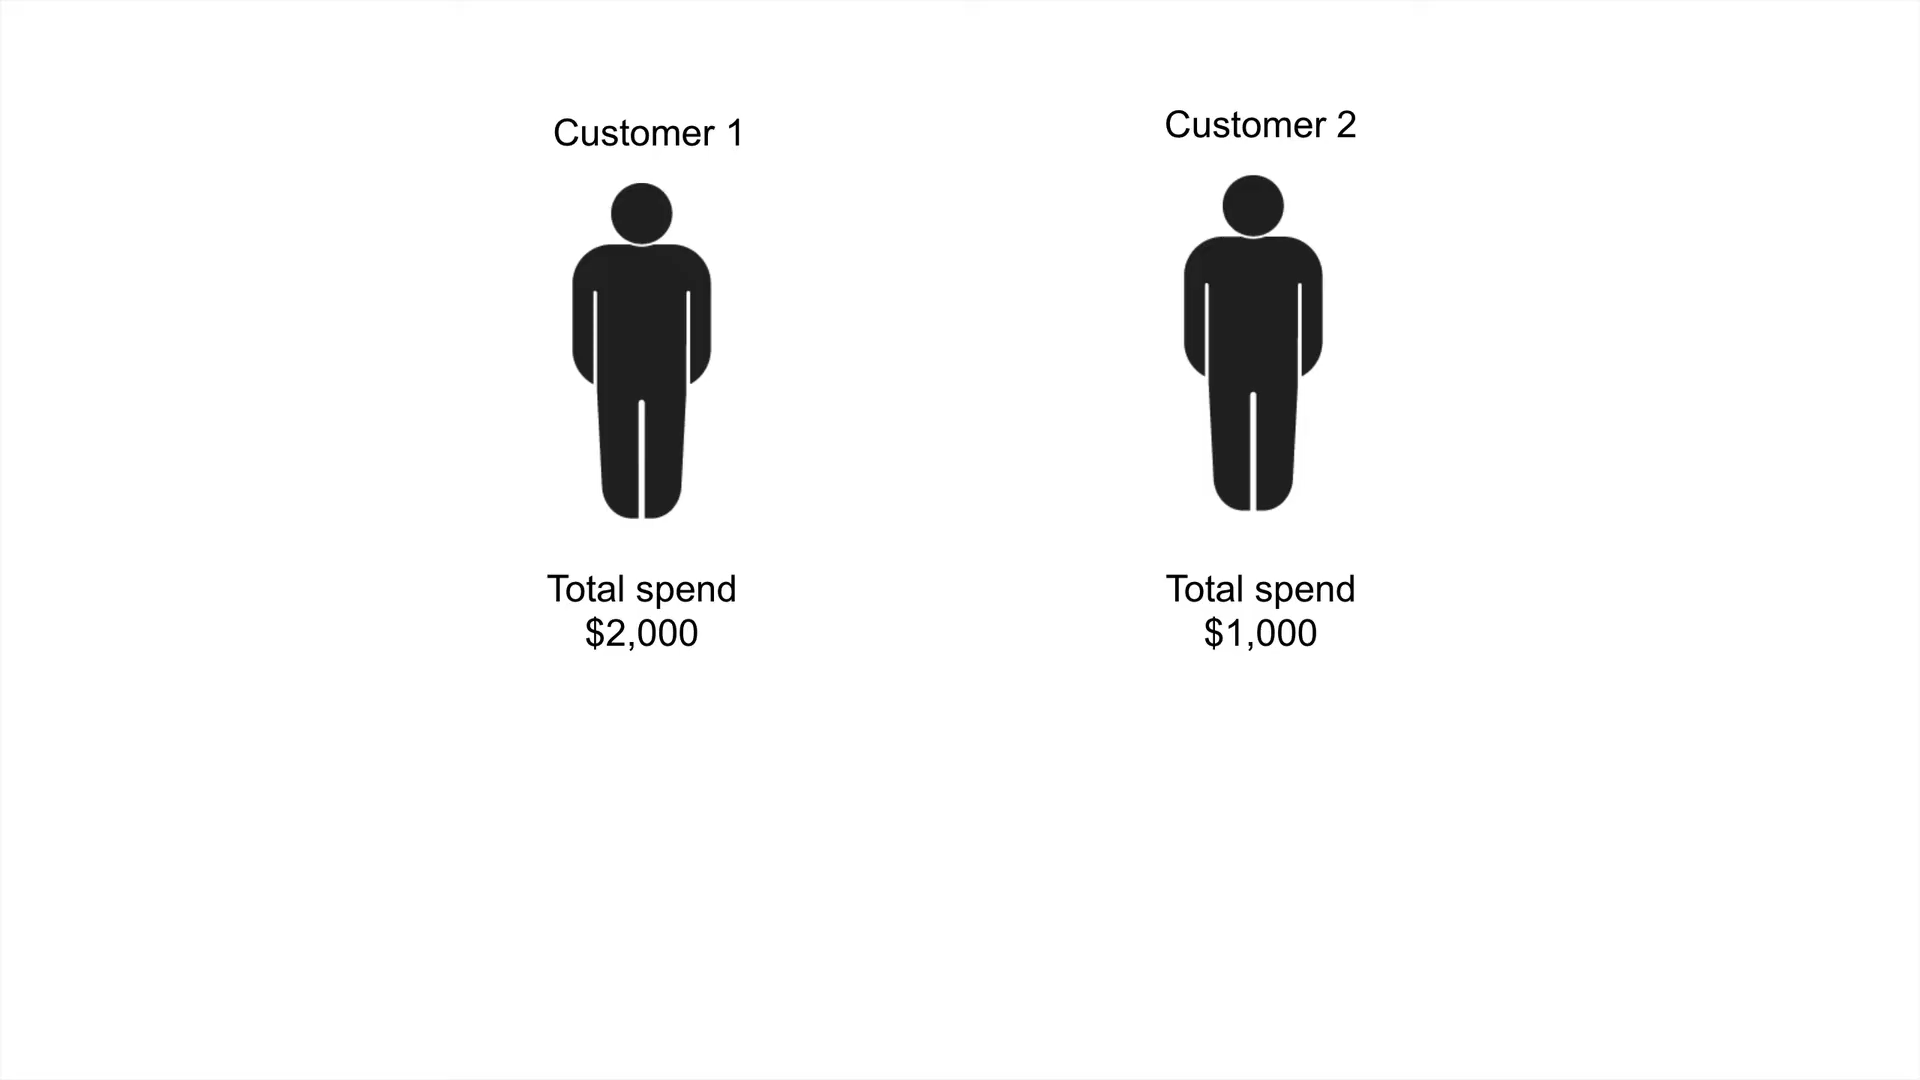 Customer 1
Customer 2
Total spend
$2,000
Total spend
$1,000